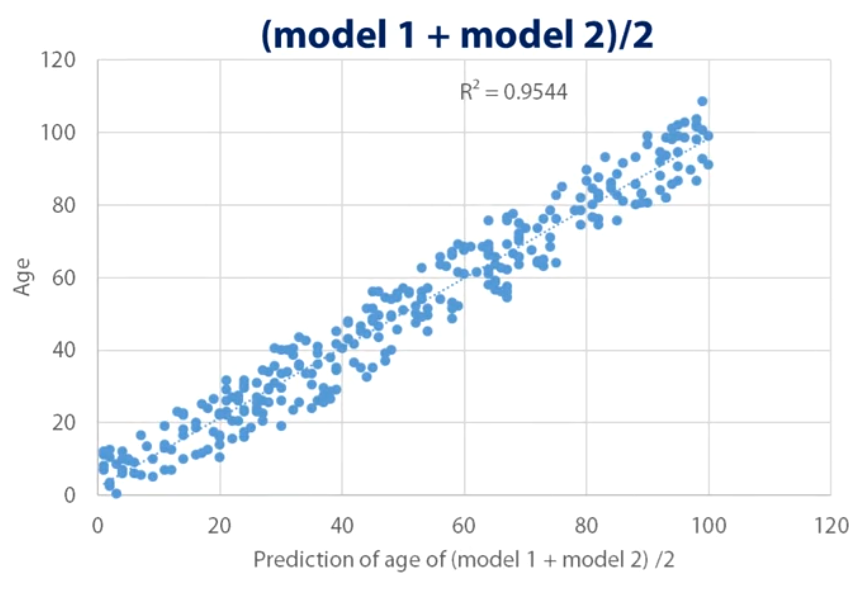 (model 1 + model 2)/2
R² = 0.9544
120
100
80
60
40
20
0
Age
0 20 40 60 80 100 120
Prediction of age of (model 1 + model 2) /2